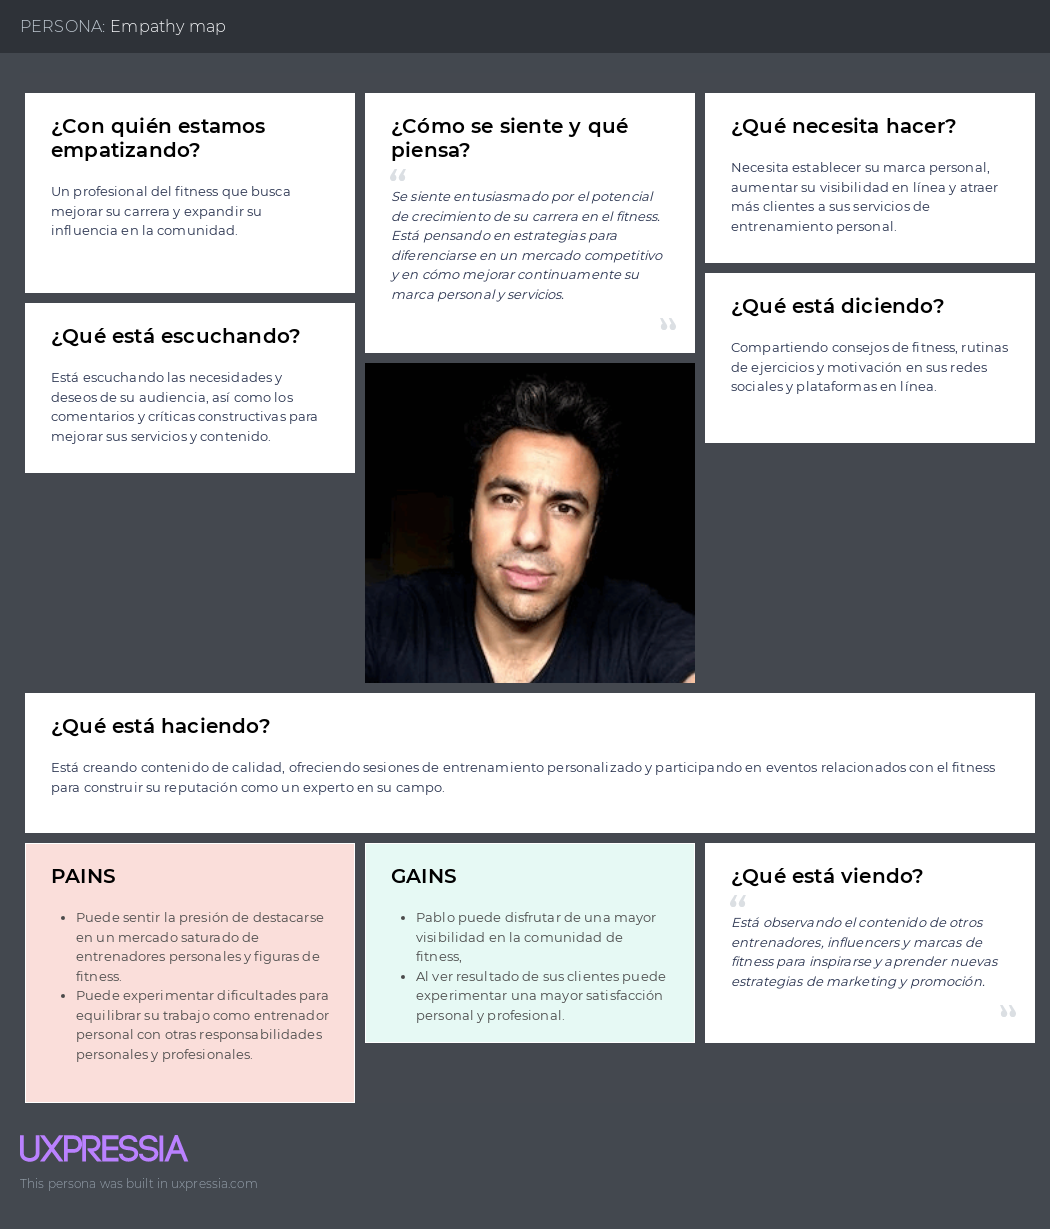 PERSONA: Empathy map
¿Con quién estamos
empatizando?
Un profesional del fitness que busca
mejorar su carrera y expandir su
influencia en la comunidad.
¿Qué está escuchando?
Está escuchando las necesidades y
deseos de su audiencia, así como los
comentarios y críticas constructivas para
mejorar sus servicios y contenido.
¿Cómo se siente y qué
piensa?
“
Se siente entusiasmado por el potencial
de crecimiento de su carrera en el fitness.
Está pensando en estrategias para
diferenciarse en un mercado competitivo
y en cómo mejorar continuamente su
marca personal y servicios.
”
¿Qué necesita hacer?
Necesita establecer su marca personal,
aumentar su visibilidad en línea y atraer
más clientes a sus servicios de
entrenamiento personal.
¿Qué está diciendo?
Compartiendo consejos de fitness, rutinas
de ejercicios y motivación en sus redes
sociales y plataformas en línea.
¿Qué está haciendo?
Está creando contenido de calidad, ofreciendo sesiones de entrenamiento personalizado y participando en eventos relacionados con el fitness
para construir su reputación como un experto en su campo.
PAINS
• Puede sentir la presión de destacarse
en un mercado saturado de
entrenadores personales y figuras de
fitness.
• Puede experimentar dificultades para
equilibrar su trabajo como entrenador
personal con otras responsabilidades
personales y profesionales.
GAINS
• Pablo puede disfrutar de una mayor
visibilidad en la comunidad de
fitness,
• Al ver resultado de sus clientes puede
experimentar una mayor satisfacción
personal y profesional.
¿Qué está viendo?
“
Está observando el contenido de otros
entrenadores, influencers y marcas de
fitness para inspirarse y aprender nuevas
estrategias de marketing y promoción.
”
UXPRESSIA
This persona was built in uxpressia.com